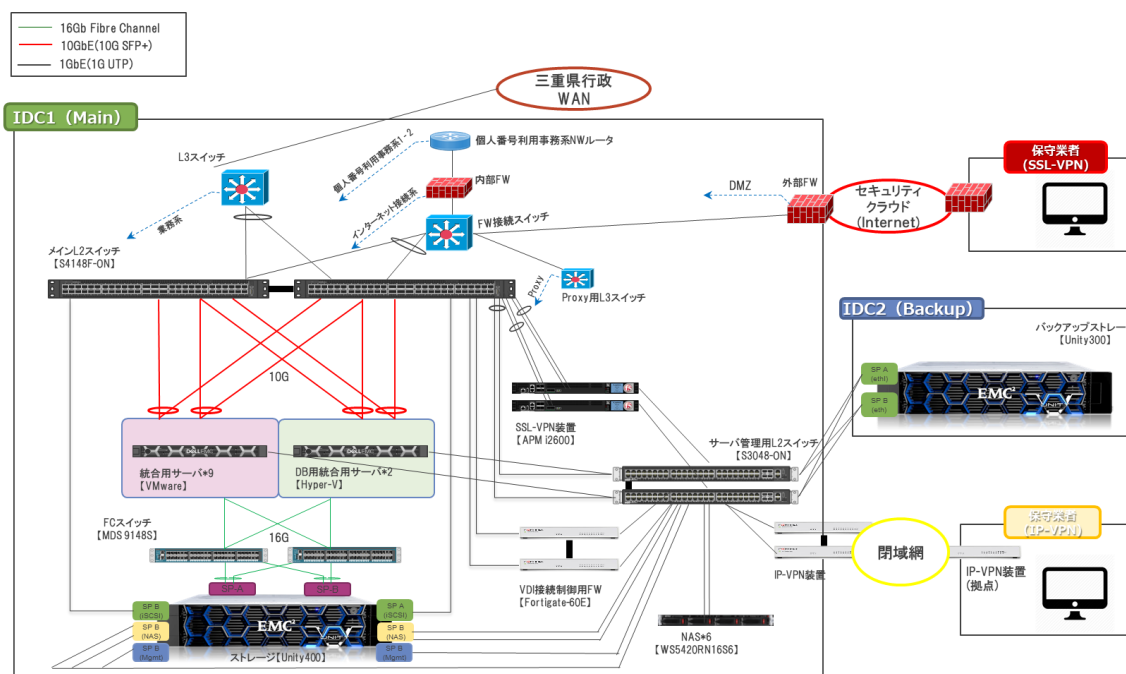 16Gb Fibre Channel
10GbE(10G SFP+)
1GbE(1G UTP)
三重県行政
WAN
IDC1（Main）
L3スイッチ
業務系
個人番号利用事務系1-2
個人番号利用事務系NWルータ
内部FW
インターネット接続系
FW接続スイッチ
DMZ
外部FW
セキュリティ
クラウド
(Internet)
保守業者
(SSL-VPN)
メインL2スイッチ
【S4148F-ON】
Proxy
Proxy用L3スイッチ
IDC2（Backup）
バックアップストレー
【Unity300】
SP A
(eth)
SP B
(eth)
EMC²
UNITY
10G
SSL-VPN装置
【APM i2600】
サーバ管理用L2スイッチ
【S3048-ON】
DELLEMC
統合用サーバ*9
【VMware】
DELLEMC
DB用統合用サーバ*2
【Hyper-V】
FCスイッチ
【MDS 9148S】
16G
SP-A
SP-B
SP B
(iSCSI)
SP B
(NAS)
SP B
(Mgmt)
EMC²
UNITY
ストレージ【Unity400】
SP A
(iSCSI)
SP B
(NAS)
SP B
(Mgmt)
VDI接続制御用FW
【Fortigate-60E】
NAS*6
【WS5420RN16S6】
IP-VPN装置
閉域網
保守業者
(IP-VPN)
IP-VPN装置
(拠点)